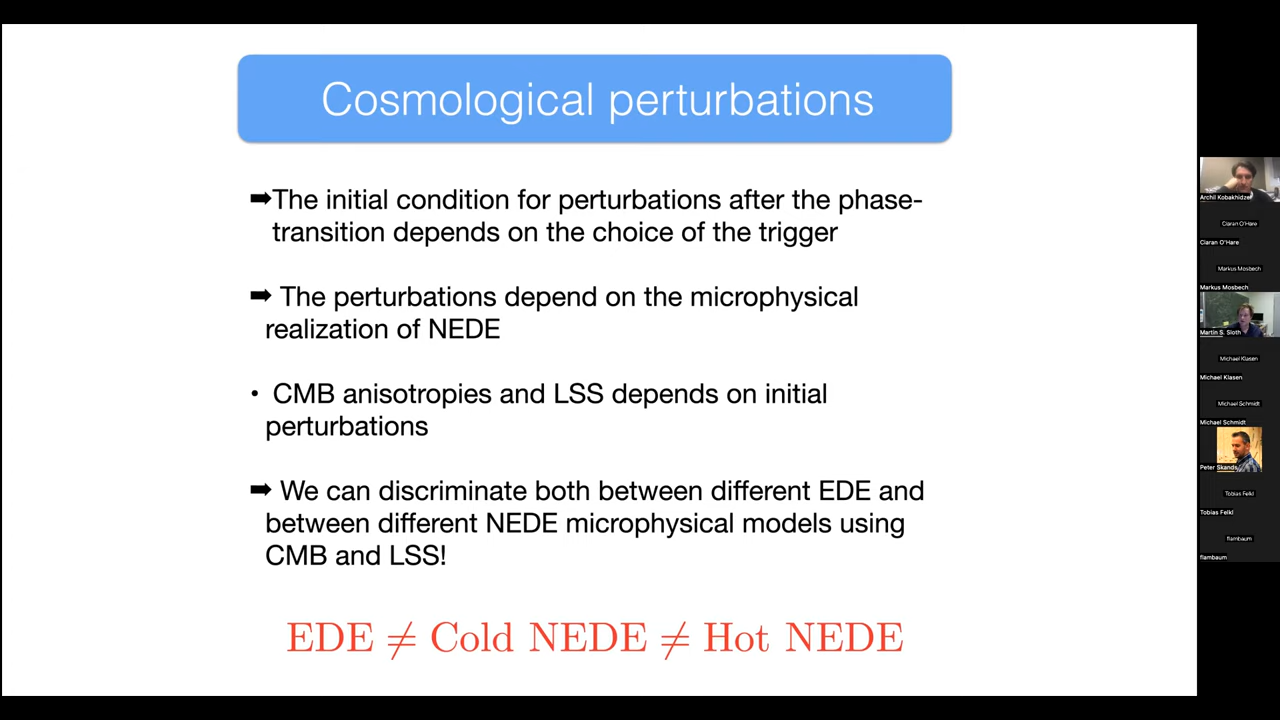 Cosmological perturbations
➡The initial condition for perturbations after the phase-
transition depends on the choice of the trigger
➡ The perturbations depend on the microphysical
realization of NEDE
• CMB anisotropies and LSS depends on initial
perturbations
➡ We can discriminate both between different EDE and
between different NEDE microphysical models using
CMB and LSS!
EDE ≠ Cold NEDE ≠ Hot NEDE
Archil Kobakhidze
Ciaran O'Hare
Ciaran O'Hare
Markus Mosbech
Markus Mosbech
Martin S. Sloth
Michael Klasen
Michael Klasen
Michael Schmidt
Michael Schmidt
Peter Skands
Tobias Felkl
Tobias Felkl
flambaum
flambaum